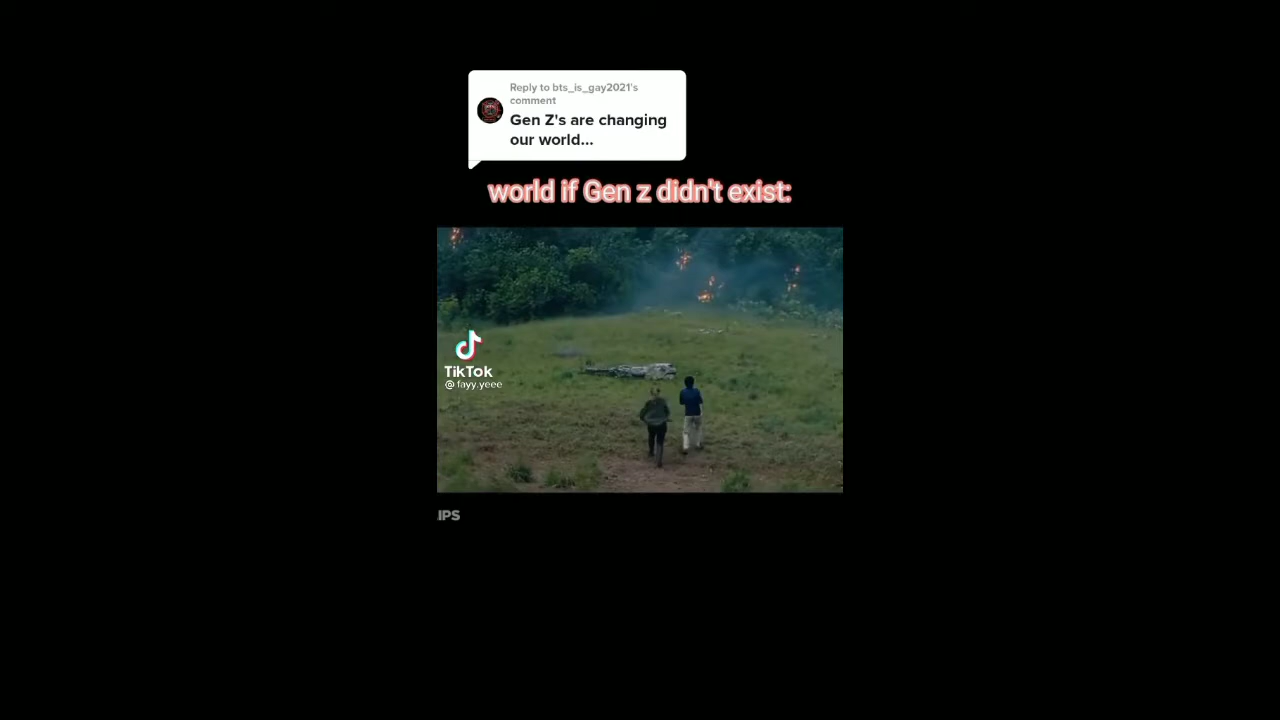 Reply to bts_is_gay2021's
comment
Gen Z's are changing
our world...
world if Gen z didn't exist:
TikTok
@fayy.yeee
IPS